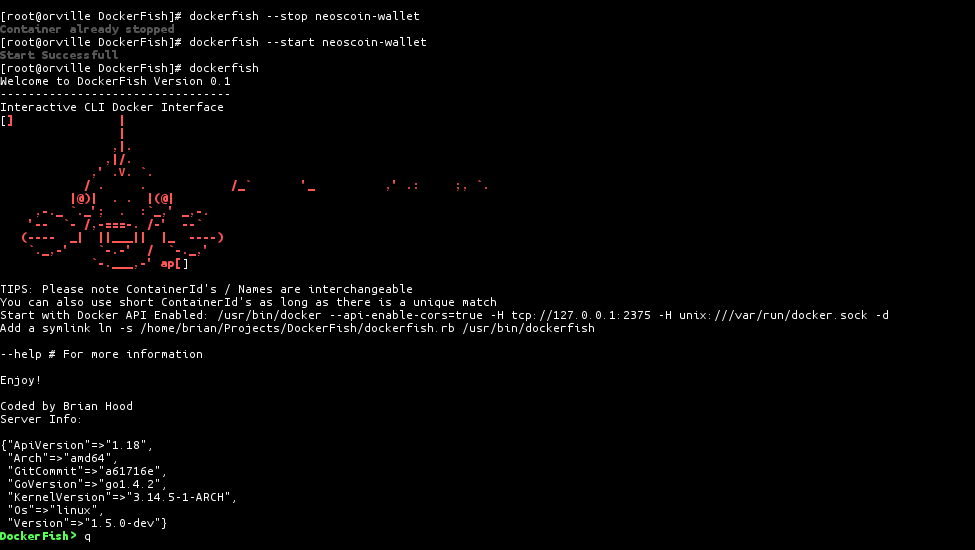 [root@orville DockerFish]# dockerfish --stop neoscoin-wallet
Container already stopped
[root@orville DockerFish]# dockerfish --start neoscoin-wallet
Start Successfull
[root@orville DockerFish]# dockerfish
Welcome to DockerFish Version 0.1
---------------------------------
Interactive CLI Docker Interface
[]               |
                 |
                ,|.
               ,|/.
             ,' .V. `.
            / .     .            /_`       '_          ,' .:     ;, `.
          |@)|  . .  |(@|
     ,-._ `._';  .  :`_,' _,-.
    '--  `- /,-===-. /-'  --`
   (----  _|  ||___||  |_  ----)
    `._,-'    `-.-'  /  `-._,'
             `-.___,-' ap[]
TIPS: Please note ContainerId's / Names are interchangeable
You can also use short ContainerId's as long as there is a unique match
Start with Docker API Enabled: /usr/bin/docker --api-enable-cors=true -H tcp://127.0.0.1:2375 -H unix:///var/run/docker.sock -d
Add a symlink ln -s /home/brian/Projects/DockerFish/dockerfish.rb /usr/bin/dockerfish
--help # For more information
Enjoy!
Coded by Brian Hood
Server Info:
{"ApiVersion"=>"1.18",
 "Arch"=>"amd64",
 "GitCommit"=>"a61716e",
 "GoVersion"=>"go1.4.2",
 "KernelVersion"=>"3.14.5-1-ARCH",
 "Os"=>"linux",
 "Version"=>"1.5.0-dev"}
DockerFish> q